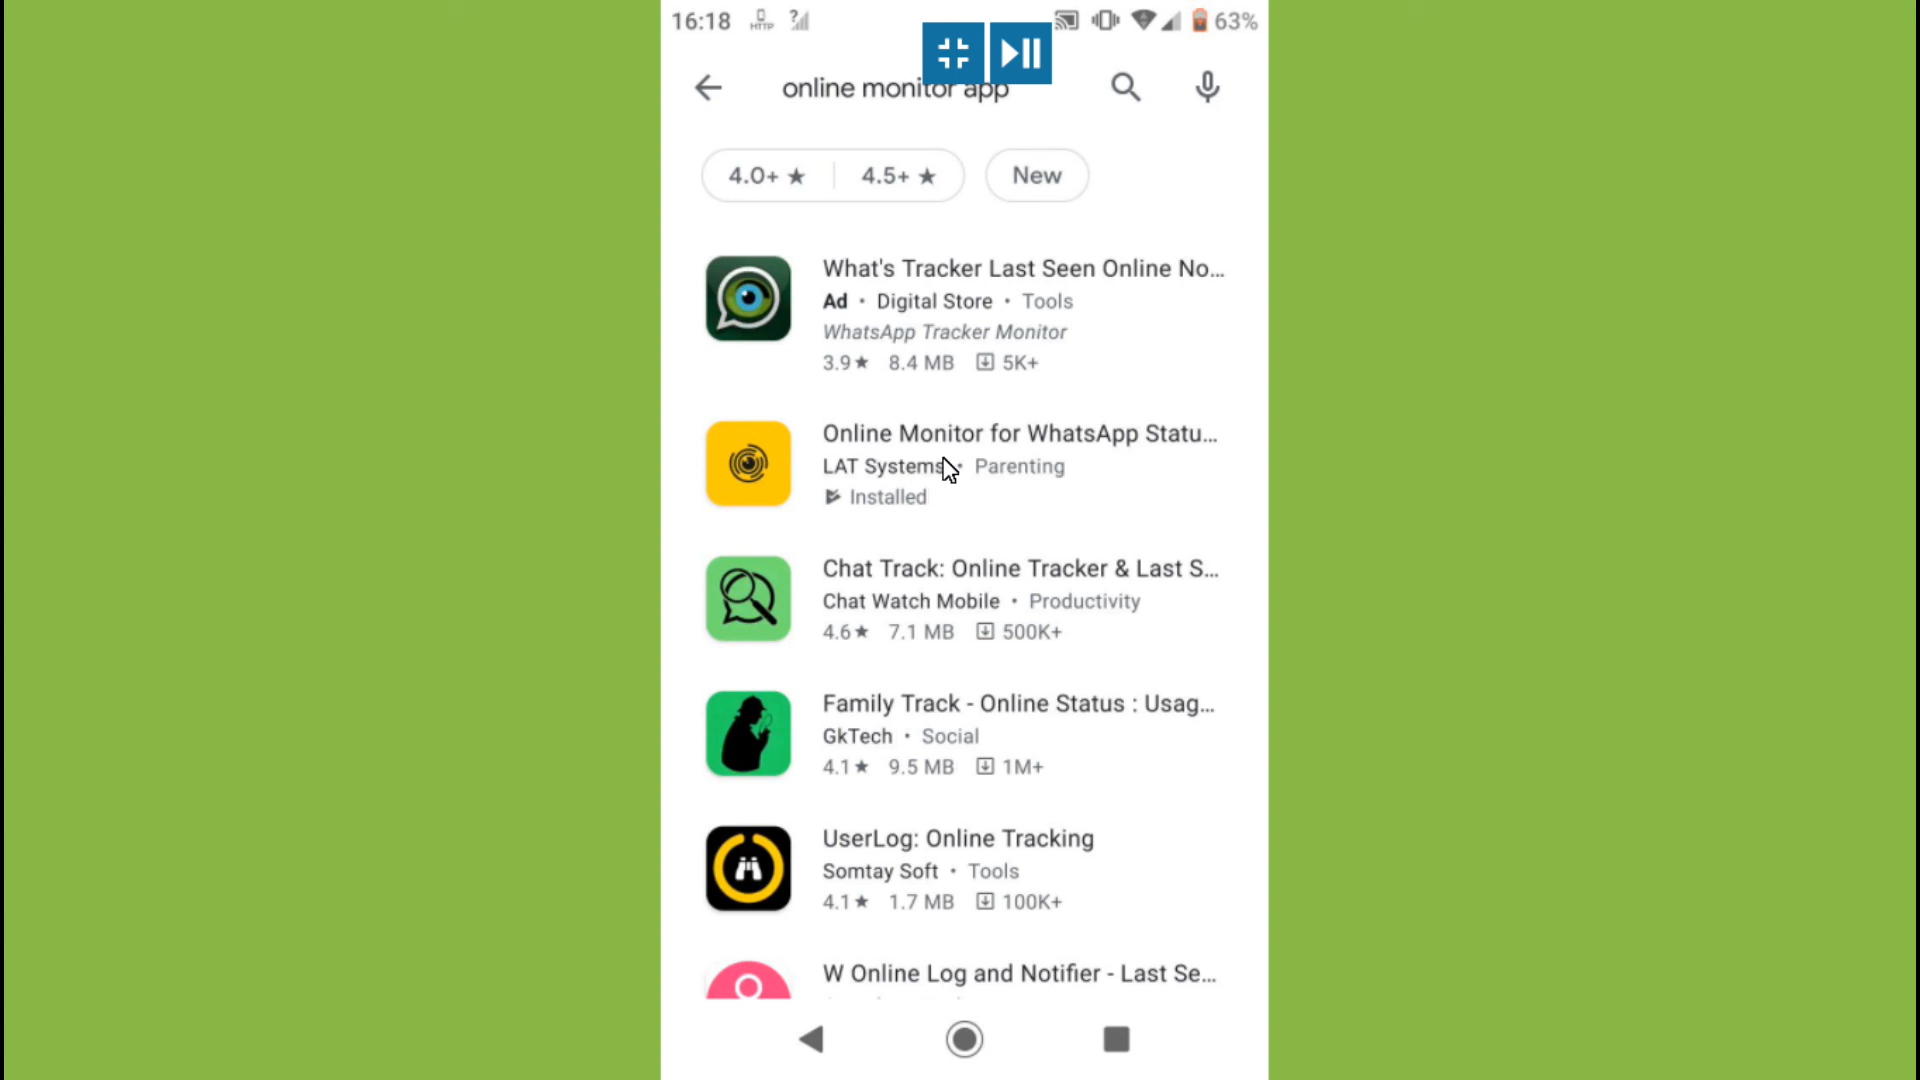 16:18 HTTP ? 63%
online monitor app
4.0+ ★ 4.5+ ★ New
What's Tracker Last Seen Online No...
Ad • Digital Store • Tools
WhatsApp Tracker Monitor
3.9★ 8.4 MB 5K+
Online Monitor for WhatsApp Statu...
LAT Systems • Parenting
Installed
Chat Track: Online Tracker & Last S...
Chat Watch Mobile • Productivity
4.6★ 7.1 MB 500K+
Family Track - Online Status : Usag...
GkTech • Social
4.1★ 9.5 MB 1M+
UserLog: Online Tracking
Somtay Soft • Tools
4.1★ 1.7 MB 100K+
W Online Log and Notifier - Last Se...